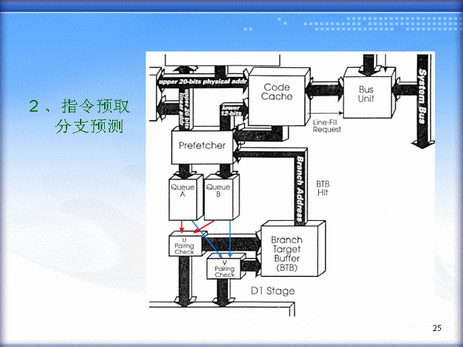 2、指令预取
分支预测
upper 20-bits physical addr
Code
Cache
Bus
Unit
System Bus
lower
12-bits
Line-Fill
Request
Prefetcher
Branch Address
BTB
Hit
Queue
A
Queue
B
U
Pairing
Check
V
Pairing
Check
Branch
Target
Buffer
(BTB)
D1 Stage
25